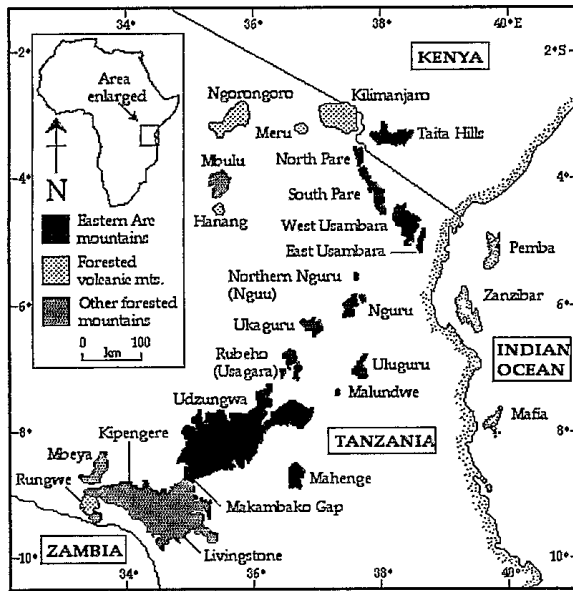 34°
36°
38°
40°E
-2°
2°S
KENYA
Area
enlarged
N
Eastern Arc
mountains
Forested
volcanic mts.
Other forested
mountains
0 100
km
Ngorongoro
Kilimanjaro
Meru
Taita Hills
Mbulu
North Pare
4°
4°
South Pare
Hanang
West Usambara
East Usambara
Pemba
Northern Nguru
(Nguu)
Nguru
Zanzibar
6°
6°
Ukaguru
INDIAN
OCEAN
Rubeho
(Usagara)
Uluguru
Malundwe
Udzungwa
Mafia
8°
8°
Kipengere
TANZANIA
Mbeya
Rungwe
Mahenge
Makambako Gap
ZAMBIA
Livingstone
-10°
10°
34°
36°
38°
40°